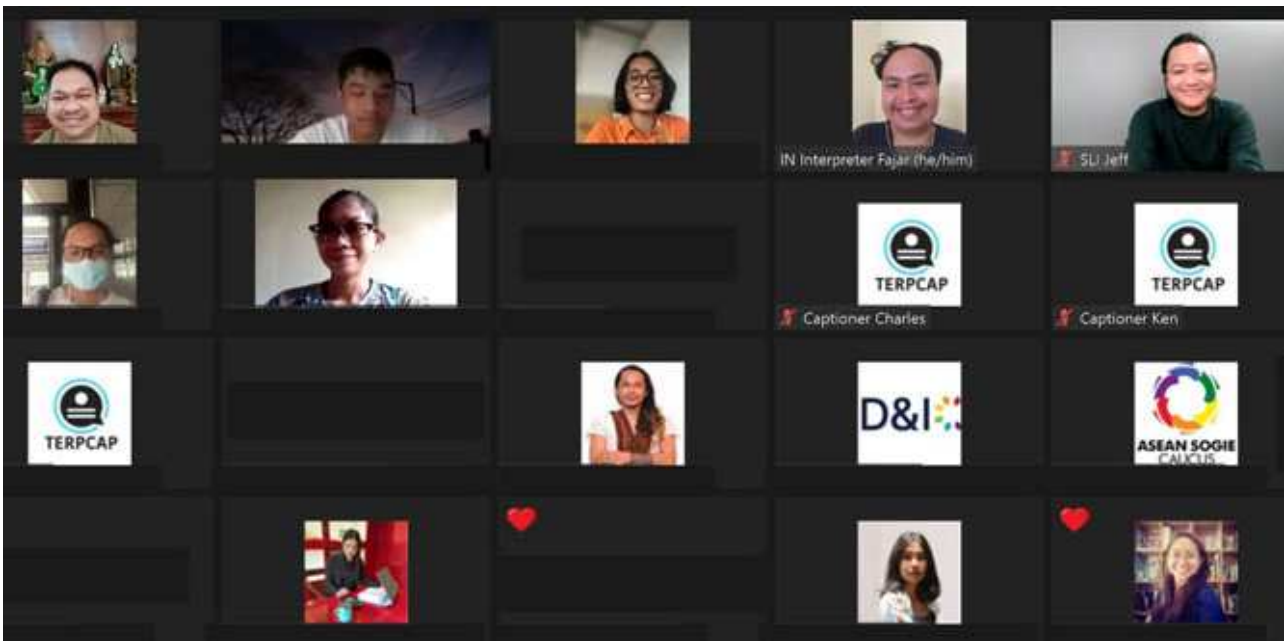 IN Interpreter Fajar (he/him)
SLI Jeff
TERPCAP
TERPCAP
Captioner Charles
Captioner Ken
TERPCAP
D&I
ASEAN SOGIE
CAUCUS